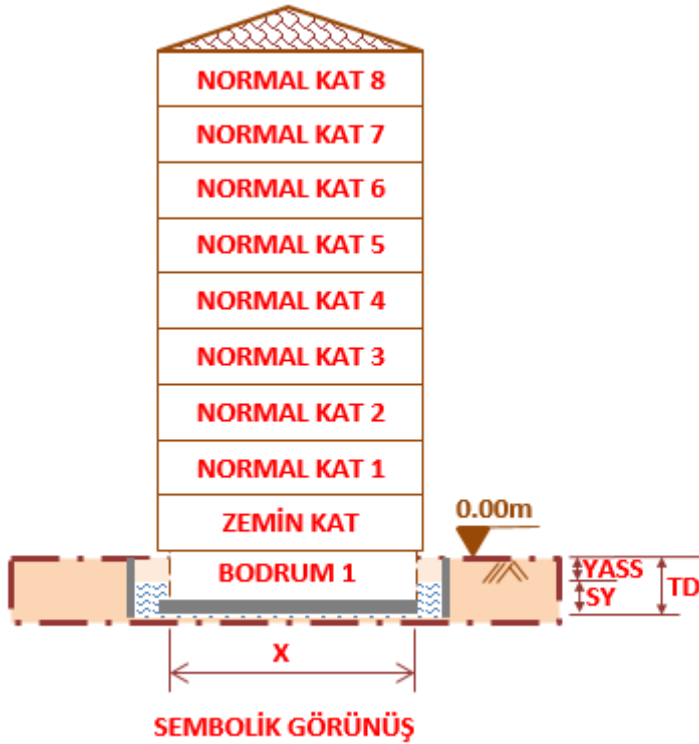 NORMAL KAT 8
NORMAL KAT 7
NORMAL KAT 6
NORMAL KAT 5
NORMAL KAT 4
NORMAL KAT 3
NORMAL KAT 2
NORMAL KAT 1
ZEMİN KAT
0.00m
BODRUM 1
YASS
SY
TD
X
SEMBOLİK GÖRÜNÜŞ